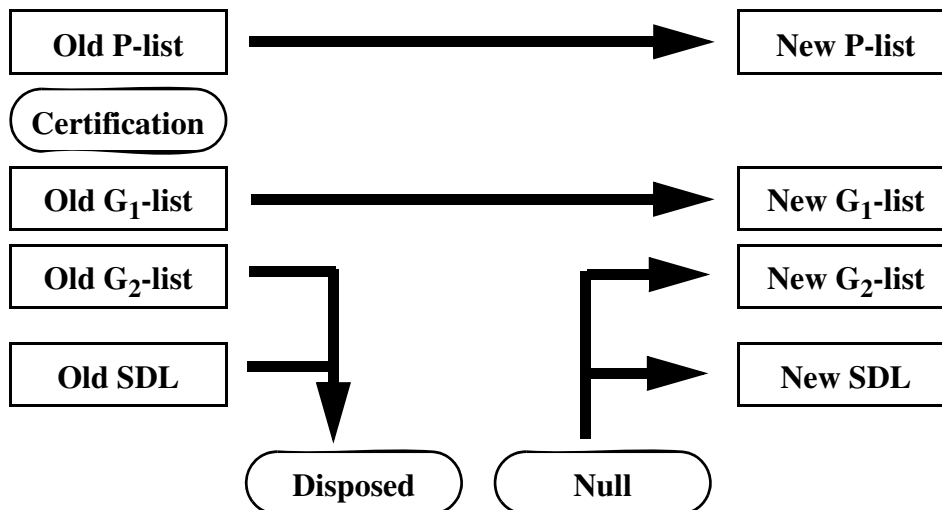 Old P-list
New P-list
Certification
Old G₁-list
New G₁-list
Old G₂-list
New G₂-list
Old SDL
New SDL
Disposed
Null